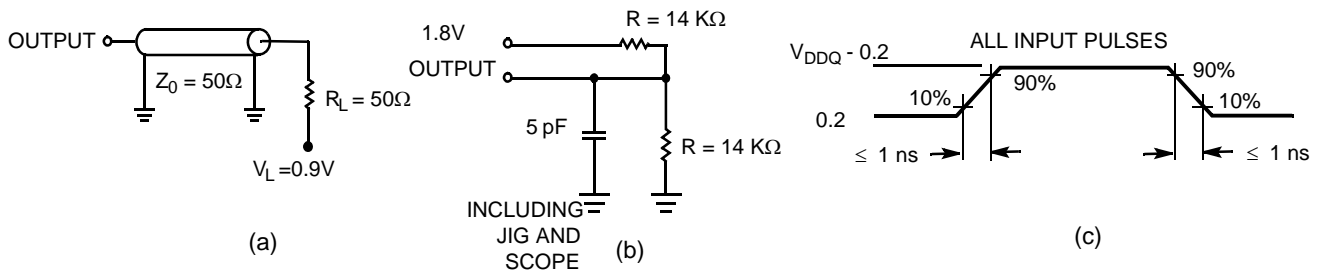 OUTPUT
Z0 = 50Ω
RL = 50Ω
VL =0.9V
(a)
R = 14 KΩ
1.8V
OUTPUT
5 pF
R = 14 KΩ
INCLUDING
JIG AND
SCOPE
(b)
ALL INPUT PULSES
VDDQ - 0.2
90%
90%
10%
10%
0.2
≤ 1 ns
≤ 1 ns
(c)